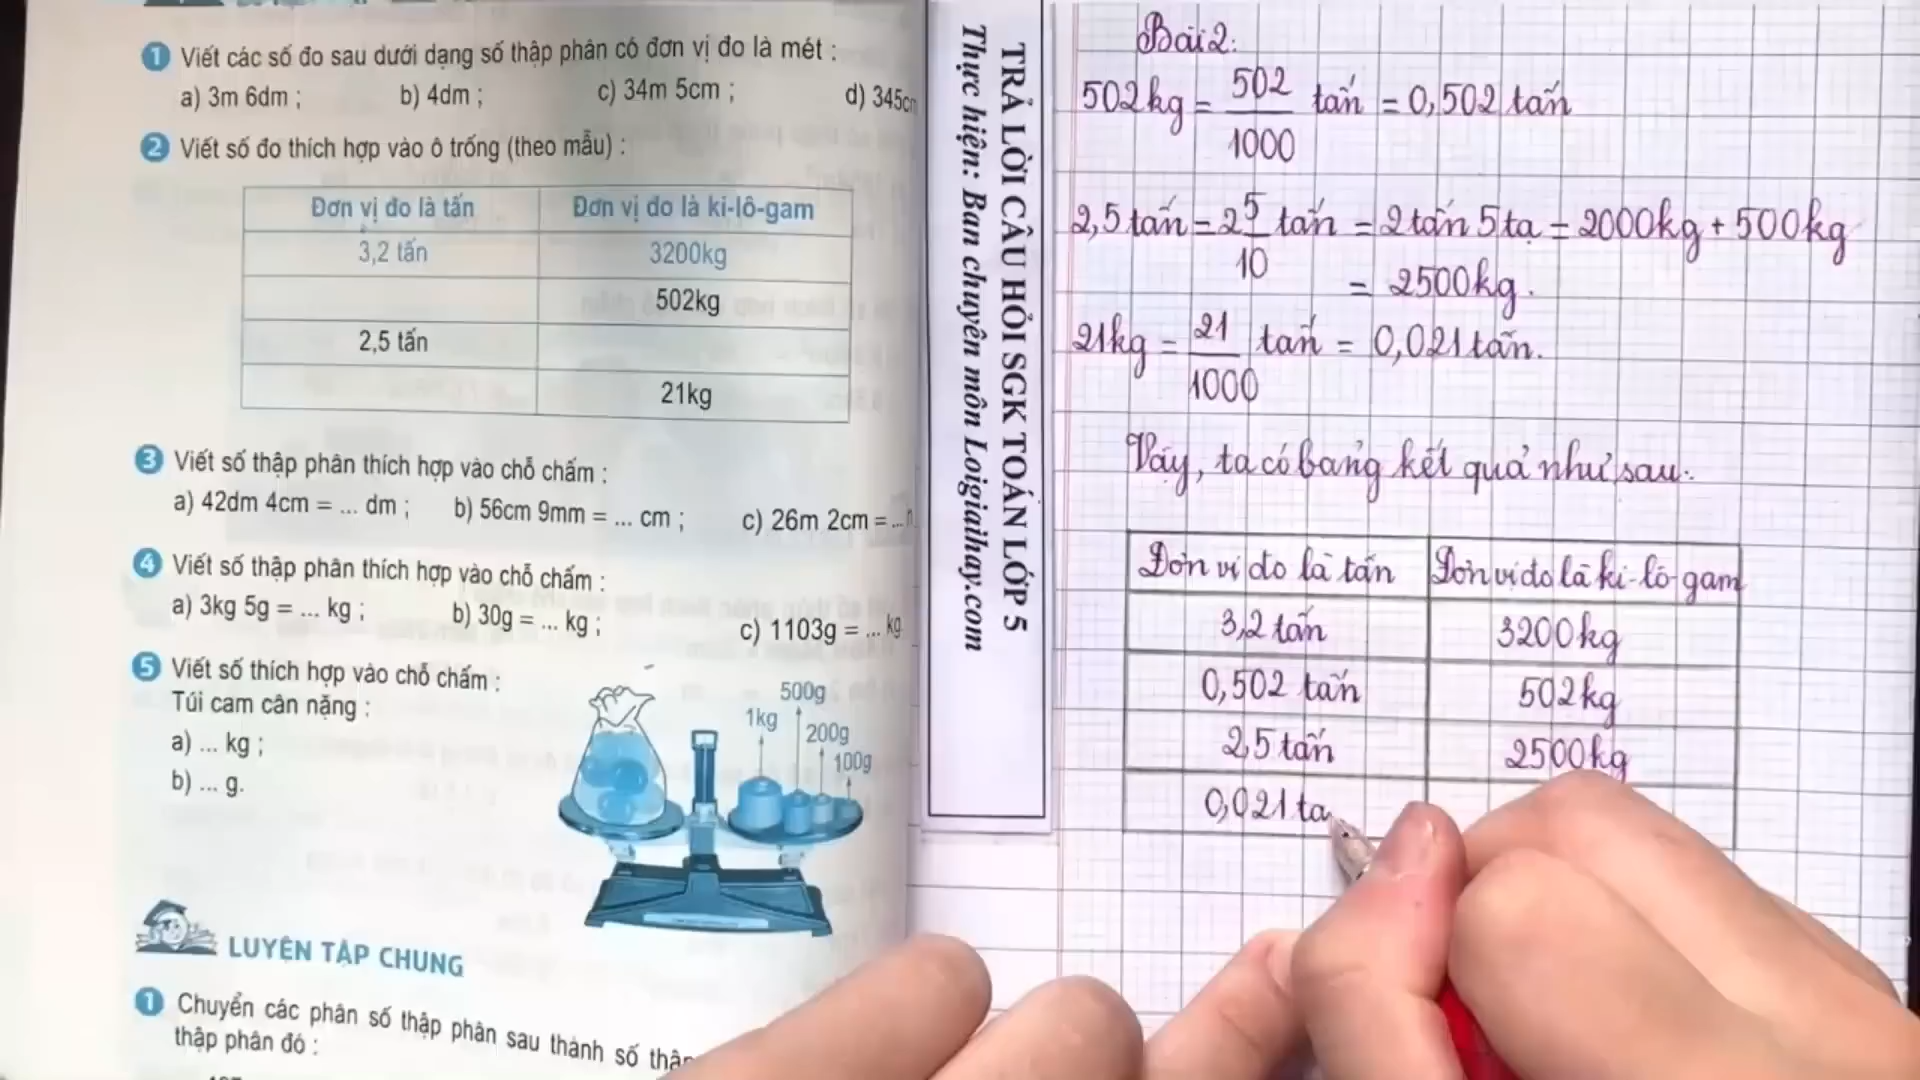 1 Viết các số đo sau dưới dạng số thập phân có đơn vị đo là mét :
a) 3m 6dm ; b) 4dm ; c) 34m 5cm ; d) 345cm
2 Viết số đo thích hợp vào ô trống (theo mẫu) :
Đơn vị đo là tấn Đơn vị đo là ki-lô-gam
3,2 tấn 3200kg
502kg
2,5 tấn
21kg
3 Viết số thập phân thích hợp vào chỗ chấm :
a) 42dm 4cm = ... dm ; b) 56cm 9mm = ... cm ; c) 26m 2cm = ...
4 Viết số thập phân thích hợp vào chỗ chấm :
a) 3kg 5g = ... kg ; b) 30g = ... kg ; c) 1103g = ... kg
5 Viết số thích hợp vào chỗ chấm :
Túi cam cân nặng :
a) ... kg ;
b) ... g.
500g
1kg
200g
100g
LUYỆN TẬP CHUNG
1 Chuyển các phân số thập phân sau thành số thập
thập phân đó :
TRẢ LỜI CÂU HỎI SGK TOÁN LỚP 5
Thực hiện: Ban chuyên môn Loigiaihay.com
Bài 2:
502kg = 502/1000 tấn = 0,502 tấn
2,5 tấn = 2 5/10 tấn = 2 tấn 5 tạ = 2000kg + 500kg
= 2500kg.
21kg = 21/1000 tấn = 0,021 tấn.
Vậy, ta có bảng kết quả như sau:
Đơn vị đo là tấn Đơn vị đo là ki-lô-gam
3,2 tấn 3200kg
0,502 tấn 502kg
2,5 tấn 2500kg
0,021 ta